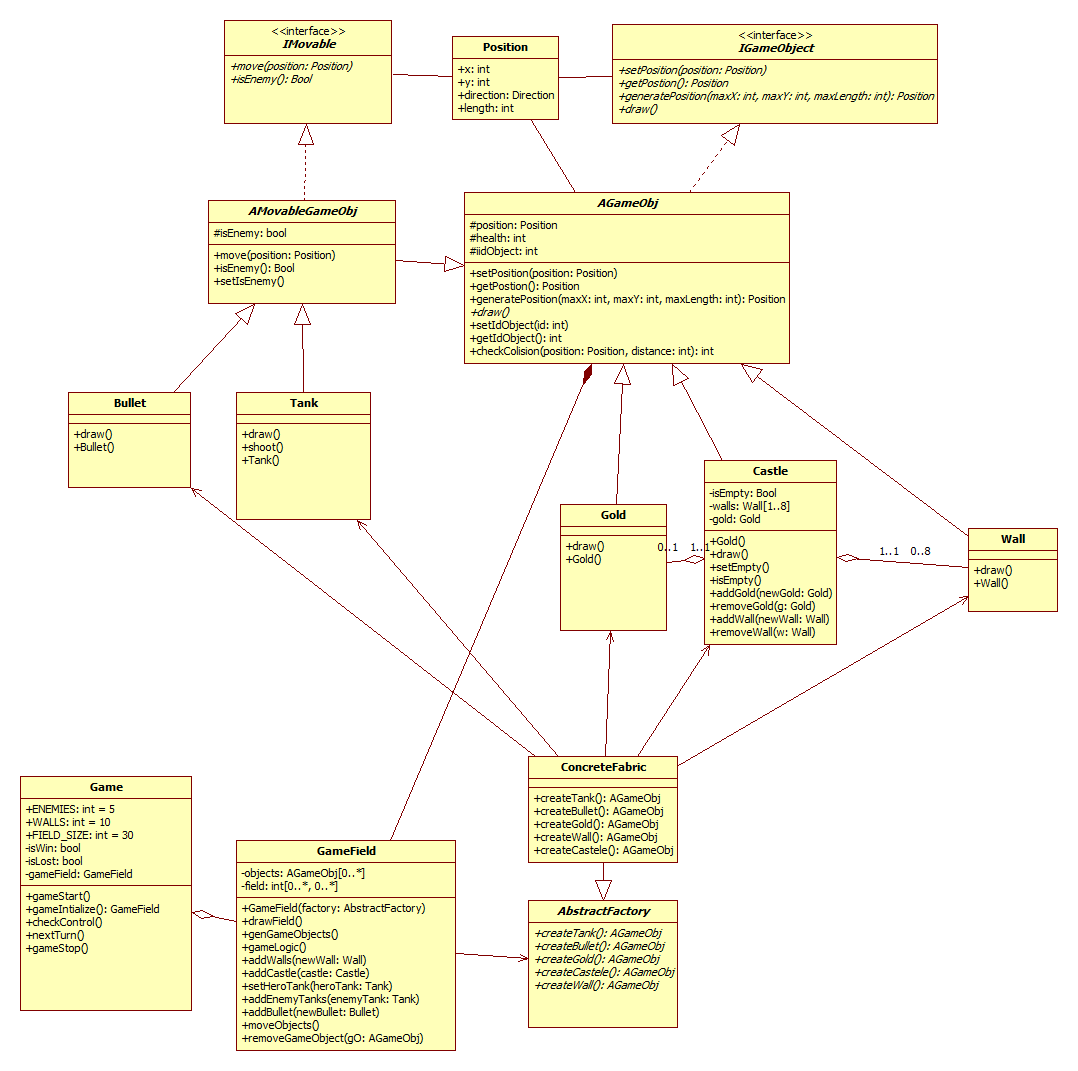 <<interface>>
IMovable
+move(position: Position)
+isEnemy(): Bool
Position
+x: int
+y: int
+direction: Direction
+length: int
<<interface>>
IGameObject
+setPosition(position: Position)
+getPostion(): Position
+generatePosition(maxX: int, maxY: int, maxLength: int): Position
+draw()
AMovableGameObj
#isEnemy: bool
+move(position: Position)
+isEnemy(): Bool
+setIsEnemy()
AGameObj
#position: Position
#health: int
#iidObject: int
+setPosition(position: Position)
+getPostion(): Position
+generatePosition(maxX: int, maxY: int, maxLength: int): Position
+draw()
+setIdObject(id: int)
+getIdObject(): int
+checkColision(position: Position, distance: int): int
Bullet
+draw()
+Bullet()
Tank
+draw()
+shoot()
+Tank()
Gold
+draw()
+Gold()
0..1 1..1
Castle
-isEmpty: Bool
-walls: Wall[1..8]
-gold: Gold
+Gold()
+draw()
+setEmpty()
+isEmpty()
+addGold(newGold: Gold)
+removeGold(g: Gold)
+addWall(newWall: Wall)
+removeWall(w: Wall)
1..1 0..8
Wall
+draw()
+Wall()
ConcreteFabric
+createTank(): AGameObj
+createBullet(): AGameObj
+createGold(): AGameObj
+createWall(): AGameObj
+createCastele(): AGameObj
Game
+ENEMIES: int = 5
+WALLS: int = 10
+FIELD_SIZE: int = 30
-isWin: bool
-isLost: bool
-gameField: GameField
+gameStart()
+gameIntialize(): GameField
+checkControl()
+nextTurn()
+gameStop()
GameField
-objects: AGameObj[0..*]
-field: int[0..*, 0..*]
+GameField(factory: AbstractFactory)
+drawField()
+genGameObjects()
+gameLogic()
+addWalls(newWall: Wall)
+addCastle(castle: Castle)
+setHeroTank(heroTank: Tank)
+addEnemyTanks(enemyTank: Tank)
+addBullet(newBullet: Bullet)
+moveObjects()
+removeGameObject(gO: AGameObj)
AbstractFactory
+createTank(): AGameObj
+createBullet(): AGameObj
+createGold(): AGameObj
+createCastele(): AGameObj
+createWall(): AGameObj